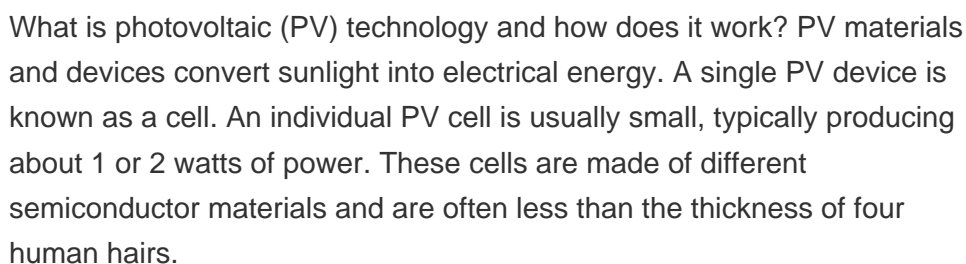 What is photovoltaic (PV) technology and how does it work? PV materials
and devices convert sunlight into electrical energy. A single PV device is
known as a cell. An individual PV cell is usually small, typically producing
about 1 or 2 watts of power. These cells are made of different
semiconductor materials and are often less than the thickness of four
human hairs.